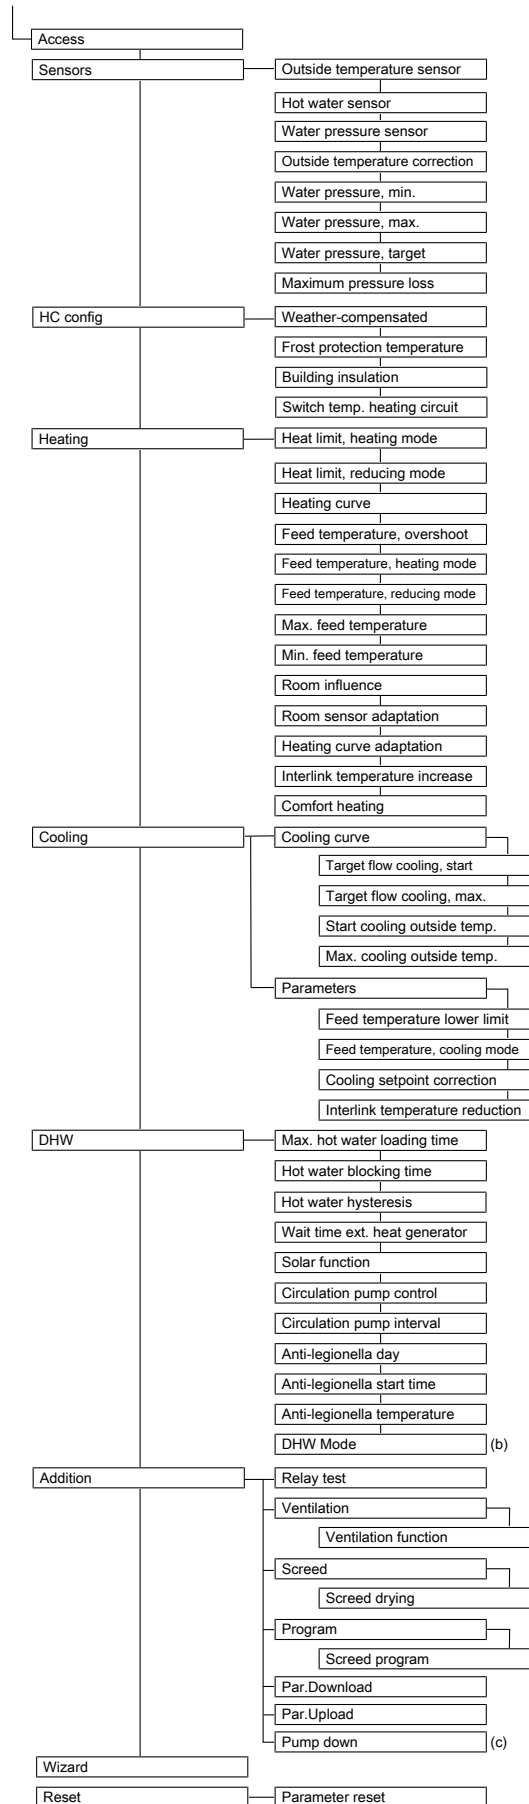 Access
Sensors
Outside temperature sensor
Hot water sensor
Water pressure sensor
Outside temperature correction
Water pressure, min.
Water pressure, max.
Water pressure, target
Maximum pressure loss
HC config
Weather-compensated
Frost protection temperature
Building insulation
Switch temp. heating circuit
Heating
Heat limit, heating mode
Heat limit, reducing mode
Heating curve
Feed temperature, overshoot
Feed temperature, heating mode
Feed temperature, reducing mode
Max. feed temperature
Min. feed temperature
Room influence
Room sensor adaptation
Heating curve adaptation
Interlink temperature increase
Comfort heating
Cooling
Cooling curve
Target flow cooling, start
Target flow cooling, max.
Start cooling outside temp.
Max. cooling outside temp.
Parameters
Feed temperature lower limit
Feed temperature, cooling mode
Cooling setpoint correction
Interlink temperature reduction
DHW
Max. hot water loading time
Hot water blocking time
Hot water hysteresis
Wait time ext. heat generator
Solar function
Circulation pump control
Circulation pump interval
Anti-legionella day
Anti-legionella start time
Anti-legionella temperature
DHW Mode (b)
Addition
Relay test
Ventilation
Ventilation function
Screed
Screed drying
Program
Screed program
Par.Download
Par.Upload
Pump down (c)
Wizard
Reset
Parameter reset